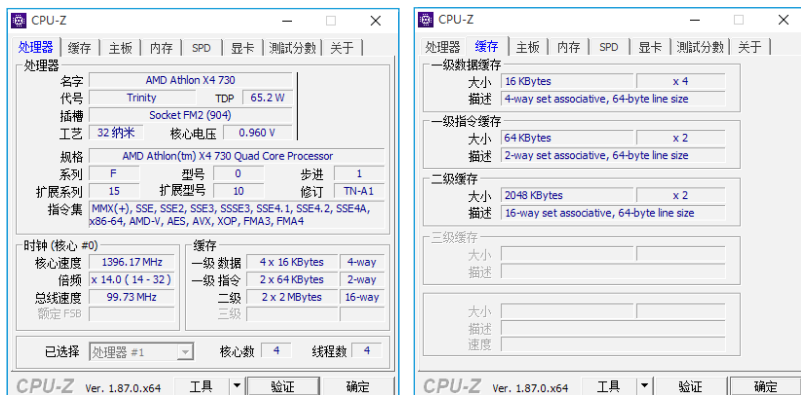 CPU-Z
处理器 缓存 主板 内存 SPD 显卡 測試分數 关于
处理器
名字 AMD Athlon X4 730
代号 Trinity TDP 65.2 W
插槽 Socket FM2 (904)
工艺 32 纳米 核心电压 0.960 V
规格 AMD Athlon(tm) X4 730 Quad Core Processor
系列 F 型号 0 步进 1
扩展系列 15 扩展型号 10 修订 TN-A1
指令集 MMX(+), SSE, SSE2, SSE3, SSSE3, SSE4.1, SSE4.2, SSE4A,
x86-64, AMD-V, AES, AVX, XOP, FMA3, FMA4
时钟 (核心 #0)
核心速度 1396.17 MHz
倍频 x 14.0 ( 14 - 32 )
总线速度 99.73 MHz
额定 FSB
缓存
一级 数据 4 x 16 KBytes 4-way
一级 指令 2 x 64 KBytes 2-way
二级 2 x 2 MBytes 16-way
三级
已选择 处理器 #1 核心数 4 线程数 4
CPU-Z Ver. 1.87.0.x64 工具 验证 确定
CPU-Z
处理器 缓存 主板 内存 SPD 显卡 測試分數 关于
一级数据缓存
大小 16 KBytes x 4
描述 4-way set associative, 64-byte line size
一级指令缓存
大小 64 KBytes x 2
描述 2-way set associative, 64-byte line size
二级缓存
大小 2048 KBytes x 2
描述 16-way set associative, 64-byte line size
三级缓存
大小
描述
大小
描述
速度
CPU-Z Ver. 1.87.0.x64 工具 验证 确定